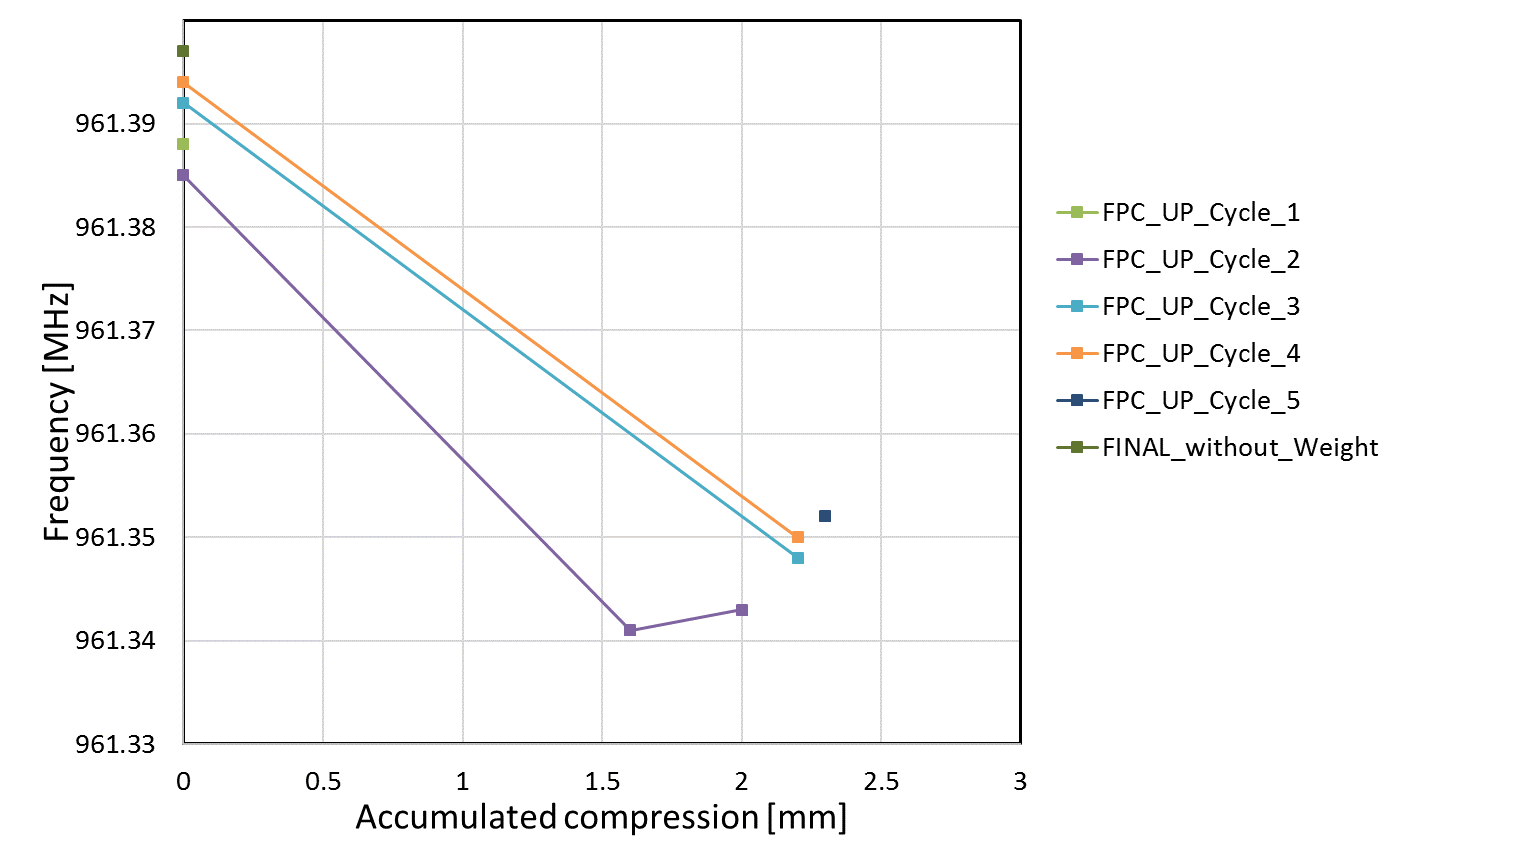 961.39
961.38
961.37
961.36
961.35
961.34
961.33
Frequency [MHz]
0 0.5 1 1.5 2 2.5 3
Accumulated compression [mm]
FPC_UP_Cycle_1
FPC_UP_Cycle_2
FPC_UP_Cycle_3
FPC_UP_Cycle_4
FPC_UP_Cycle_5
FINAL_without_Weight